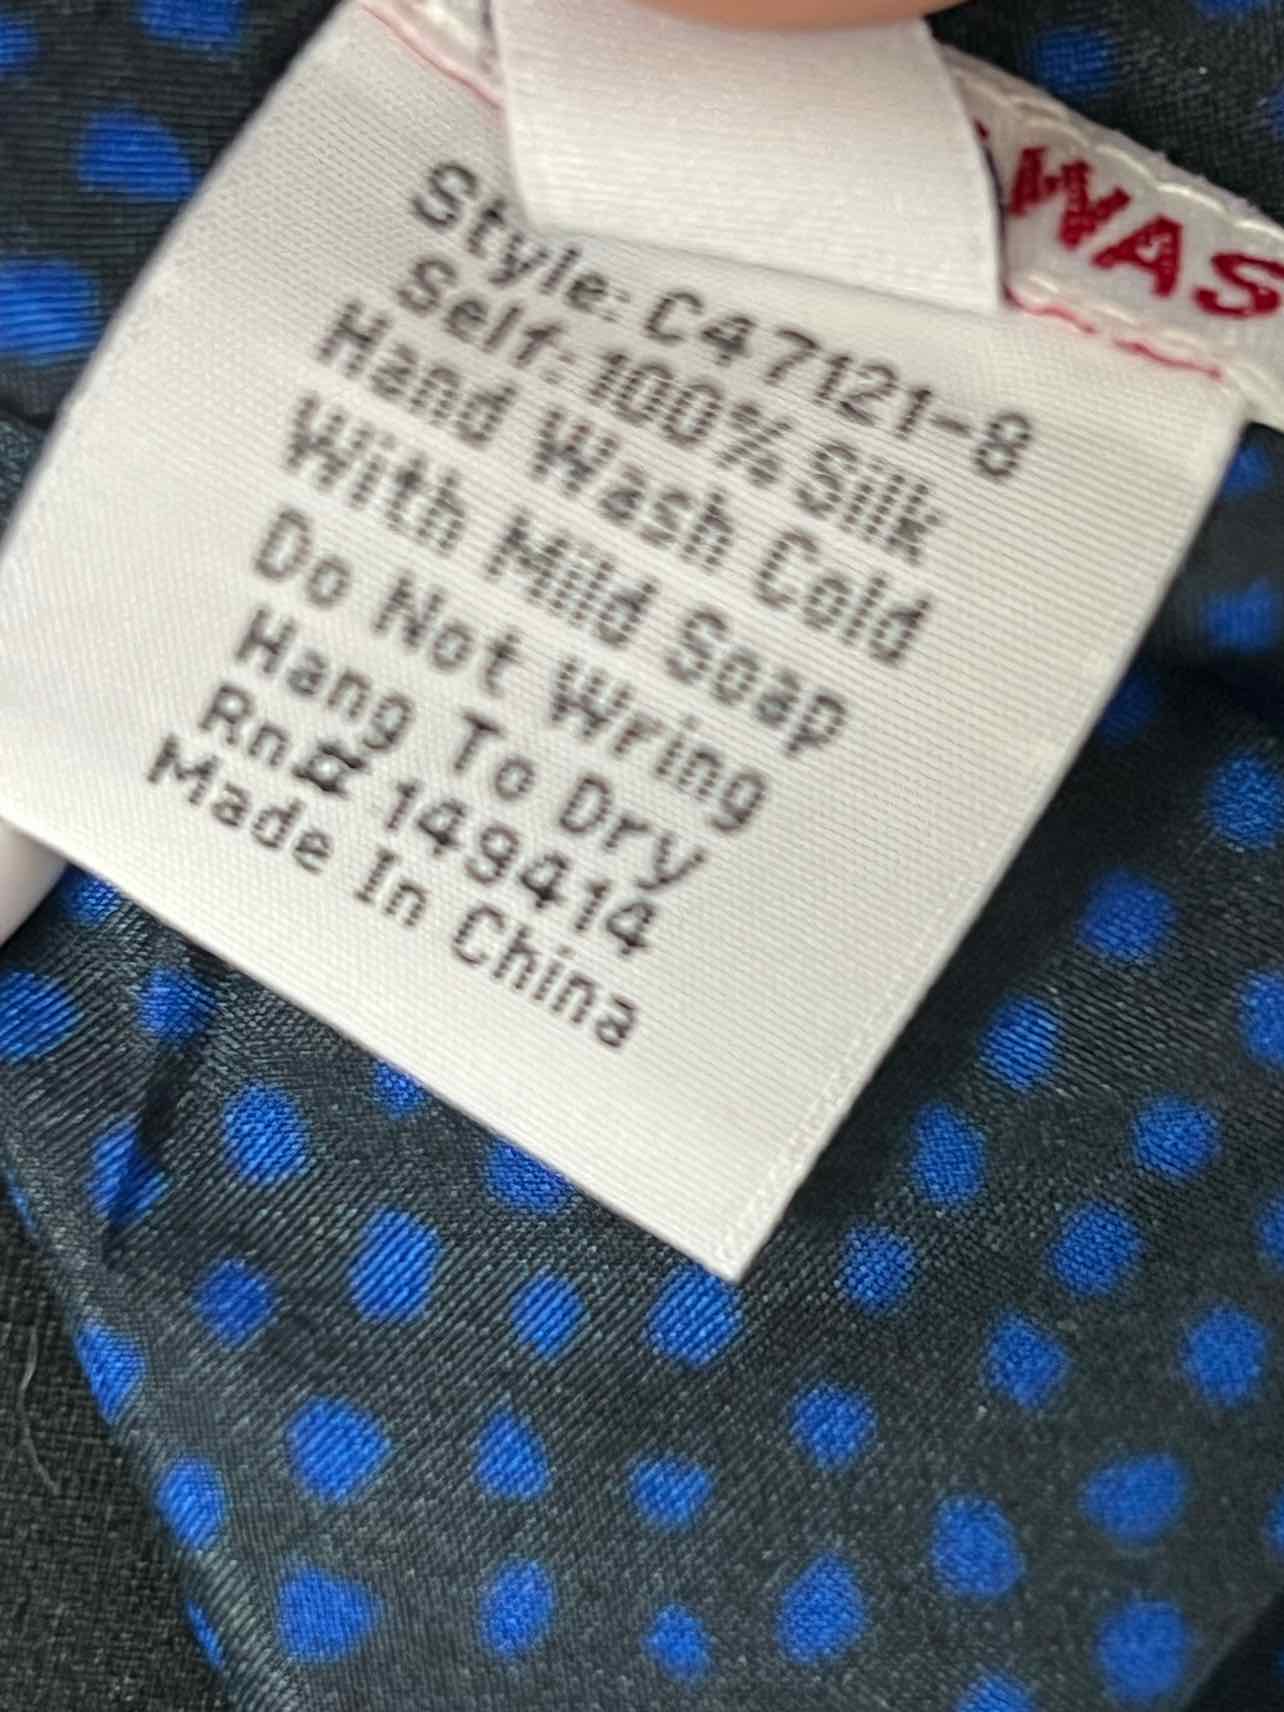 WAS
Style: C47121-8
Self: 100% Silk
Hand Wash Cold
With Mild Soap
Do Not Wring
Hang To Dry
Rn# 149414
Made In China